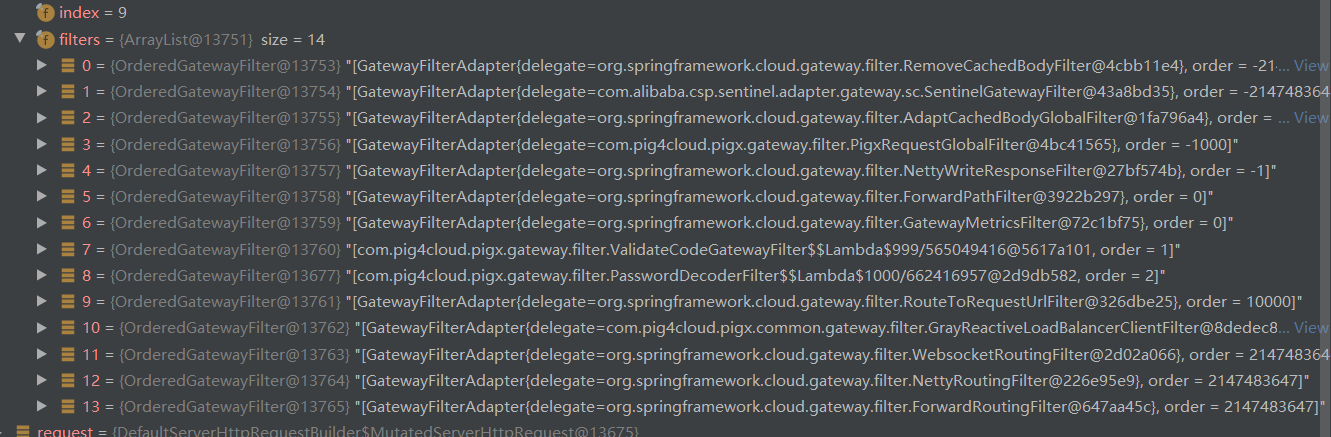 index = 9
filters = {ArrayList@13751} size = 14
0 = {OrderedGatewayFilter@13753} "[GatewayFilterAdapter{delegate=org.springframework.cloud.gateway.filter.RemoveCachedBodyFilter@4cbb11e4}, order = -21... View
1 = {OrderedGatewayFilter@13754} "[GatewayFilterAdapter{delegate=com.alibaba.csp.sentinel.adapter.gateway.sc.SentinelGatewayFilter@43a8bd35}, order = -2147483648
2 = {OrderedGatewayFilter@13755} "[GatewayFilterAdapter{delegate=org.springframework.cloud.gateway.filter.AdaptCachedBodyGlobalFilter@1fa796a4}, order = ... View
3 = {OrderedGatewayFilter@13756} "[GatewayFilterAdapter{delegate=com.pig4cloud.pigx.gateway.filter.PigxRequestGlobalFilter@4bc41565}, order = -1000]"
4 = {OrderedGatewayFilter@13757} "[GatewayFilterAdapter{delegate=org.springframework.cloud.gateway.filter.NettyWriteResponseFilter@27bf574b}, order = -1]"
5 = {OrderedGatewayFilter@13758} "[GatewayFilterAdapter{delegate=org.springframework.cloud.gateway.filter.ForwardPathFilter@3922b297}, order = 0]"
6 = {OrderedGatewayFilter@13759} "[GatewayFilterAdapter{delegate=org.springframework.cloud.gateway.filter.GatewayMetricsFilter@72c1bf75}, order = 0]"
7 = {OrderedGatewayFilter@13760} "[com.pig4cloud.pigx.gateway.filter.ValidateCodeGatewayFilter$$Lambda$999/565049416@5617a101, order = 1]"
8 = {OrderedGatewayFilter@13677} "[com.pig4cloud.pigx.gateway.filter.PasswordDecoderFilter$$Lambda$1000/662416957@2d9db582, order = 2]"
9 = {OrderedGatewayFilter@13761} "[GatewayFilterAdapter{delegate=org.springframework.cloud.gateway.filter.RouteToRequestUrlFilter@326dbe25}, order = 10000]"
10 = {OrderedGatewayFilter@13762} "[GatewayFilterAdapter{delegate=com.pig4cloud.pigx.common.gateway.filter.GrayReactiveLoadBalancerClientFilter@8dedec8... View
11 = {OrderedGatewayFilter@13763} "[GatewayFilterAdapter{delegate=org.springframework.cloud.gateway.filter.WebsocketRoutingFilter@2d02a066}, order = 214748364
12 = {OrderedGatewayFilter@13764} "[GatewayFilterAdapter{delegate=org.springframework.cloud.gateway.filter.NettyRoutingFilter@226e95e9}, order = 2147483647]"
13 = {OrderedGatewayFilter@13765} "[GatewayFilterAdapter{delegate=org.springframework.cloud.gateway.filter.ForwardRoutingFilter@647aa45c}, order = 2147483647]"
request = {DefaultServerHttpRequestBuilder$MutatedServerHttpRequest@13675}